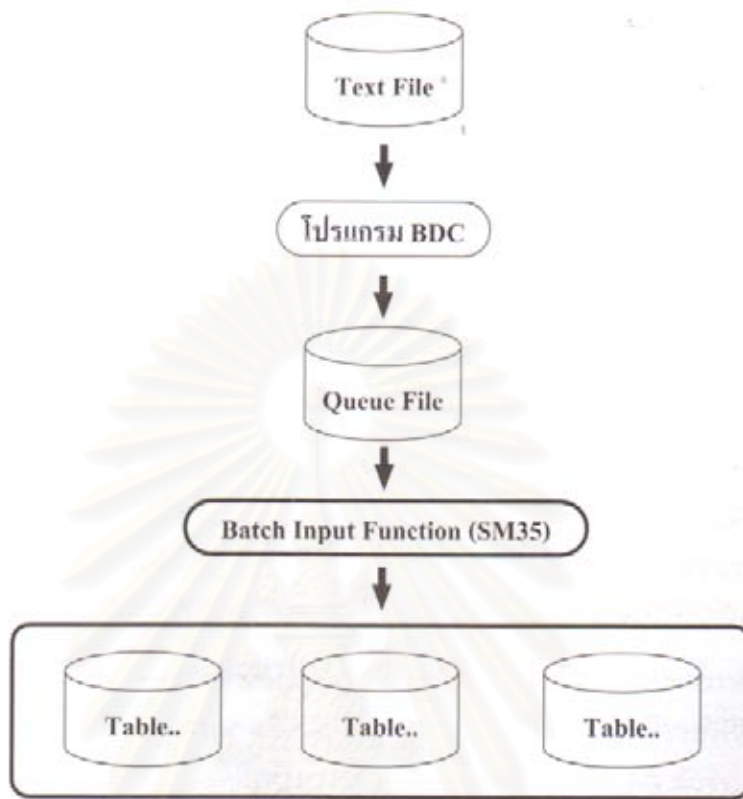 Text File
โปรแกรม BDC
Queue File
Batch Input Function (SM35)
Table..
Table..
Table..